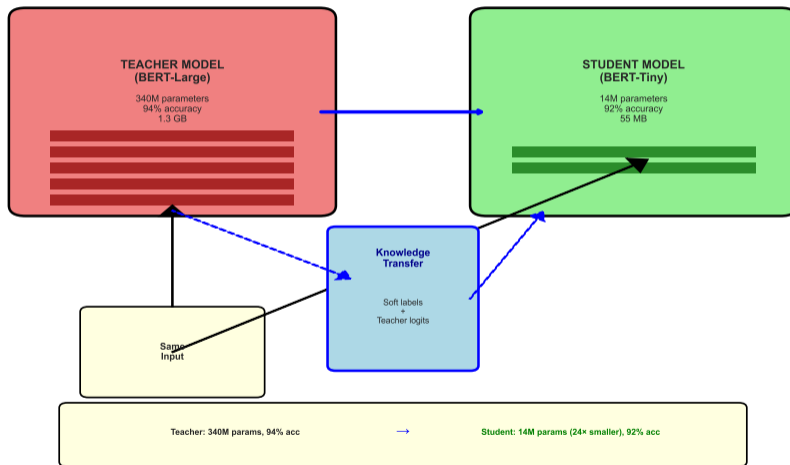 TEACHER MODEL
(BERT-Large)
340M parameters
94% accuracy
1.3 GB
STUDENT MODEL
(BERT-Tiny)
14M parameters
92% accuracy
55 MB
Knowledge
Transfer
Soft labels
+
Teacher logits
Same
Input
Teacher: 340M params, 94% acc → Student: 14M params (24× smaller), 92% acc